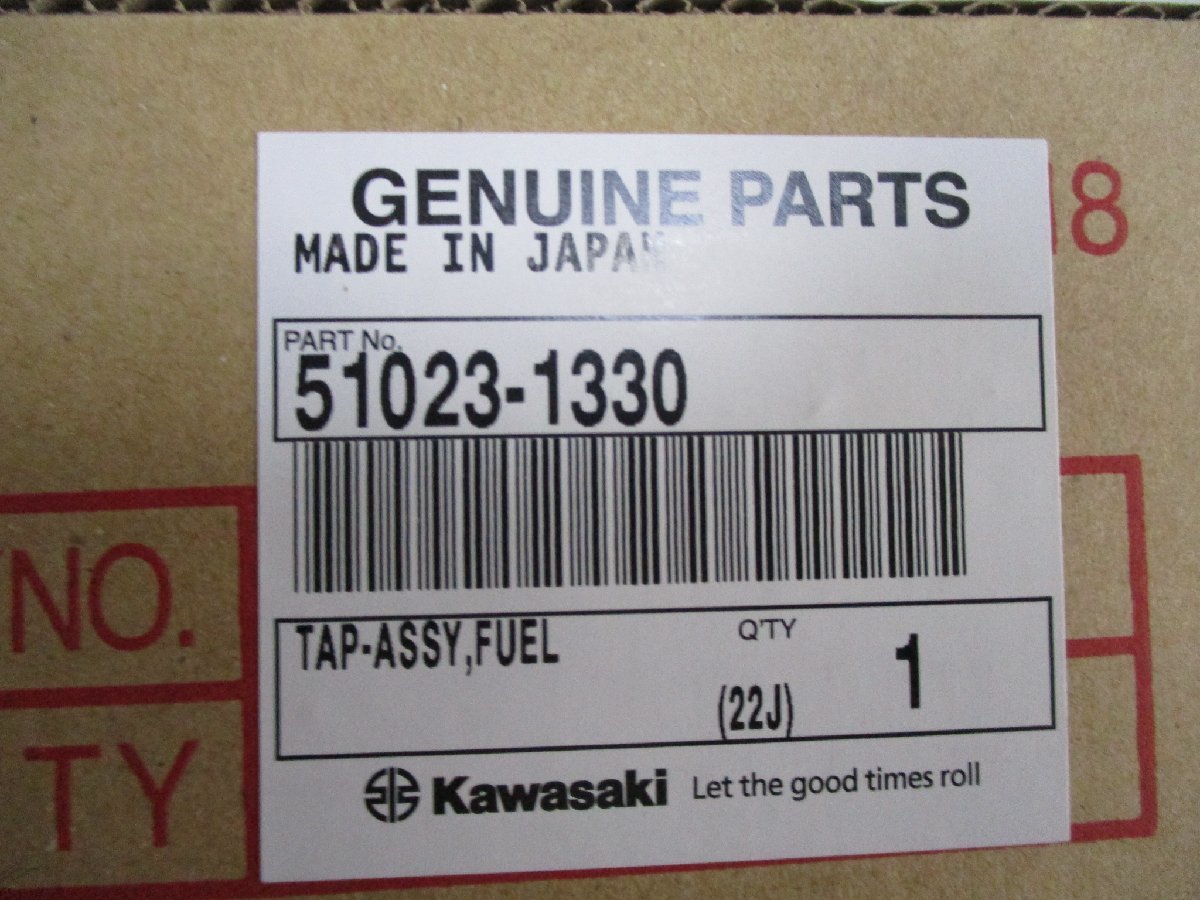 GENUINE PARTS
MADE IN JAPAN
18
PART No.
51023-1330
NO.
TAP-ASSY,FUEL
Q'TY
1
(22J)
TY
Kawasaki Let the good times roll